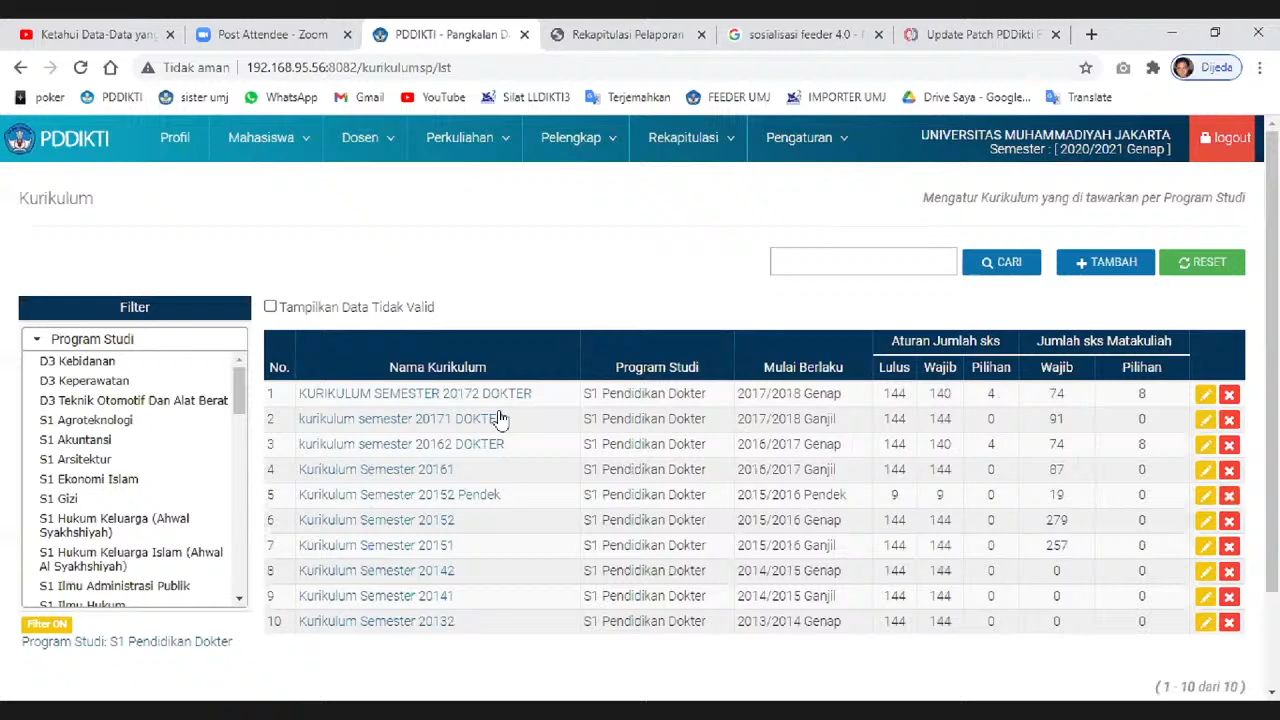 Ketahui Data-Data yang Post Attendee - Zoom PDDIKTI - Pangkalan D Rekapitulasi Pelaporan sosialisasi feeder 4.0 - Update Patch PDDikti
Tidak aman 192.168.95.56:8082/kurikulumsp/lst Dijeda
poker PDDIKTI sister umj WhatsApp Gmail YouTube Silat LLDIKTI3 Terjemahkan FEEDER UMJ IMPORTER UMJ Drive Saya - Google... Translate
PDDIKTI Profil Mahasiswa Dosen Perkuliahan Pelengkap Rekapitulasi Pengaturan UNIVERSITAS MUHAMMADIYAH JAKARTA logout
Semester : [ 2020/2021 Genap ]
Kurikulum Mengatur Kurikulum yang di tawarkan per Program Studi
CARI TAMBAH RESET
Filter
Program Studi
D3 Kebidanan
D3 Keperawatan
D3 Teknik Otomotif Dan Alat Berat
S1 Agroteknologi
S1 Akuntansi
S1 Arsitektur
S1 Ekonomi Islam
S1 Gizi
S1 Hukum Keluarga (Ahwal
Syakhshiyah)
S1 Hukum Keluarga Islam (Ahwal
Al Syakhshiyah)
S1 Ilmu Administrasi Publik
S1 Ilmu Hukum
Filter ON
Program Studi: S1 Pendidikan Dokter
Tampilkan Data Tidak Valid
Aturan Jumlah sks Jumlah sks Matakuliah
No. Nama Kurikulum Program Studi Mulai Berlaku Lulus Wajib Pilihan Wajib Pilihan
1 KURIKULUM SEMESTER 20172 DOKTER S1 Pendidikan Dokter 2017/2018 Genap 144 140 4 74 8
2 kurikulum semester 20171 DOKTER S1 Pendidikan Dokter 2017/2018 Ganjil 144 144 0 91 0
3 kurikulum semester 20162 DOKTER S1 Pendidikan Dokter 2016/2017 Genap 144 140 4 74 8
4 Kurikulum Semester 20161 S1 Pendidikan Dokter 2016/2017 Ganjil 144 144 0 87 0
5 Kurikulum Semester 20152 Pendek S1 Pendidikan Dokter 2015/2016 Pendek 9 9 0 19 0
6 Kurikulum Semester 20152 S1 Pendidikan Dokter 2015/2016 Genap 144 144 0 279 0
7 Kurikulum Semester 20151 S1 Pendidikan Dokter 2015/2016 Ganjil 144 144 0 257 0
8 Kurikulum Semester 20142 S1 Pendidikan Dokter 2014/2015 Genap 144 144 0 0 0
9 Kurikulum Semester 20141 S1 Pendidikan Dokter 2014/2015 Ganjil 144 144 0 0 0
10 Kurikulum Semester 20132 S1 Pendidikan Dokter 2013/2014 Genap 144 144 0 0 0
( 1 - 10 dari 10 )